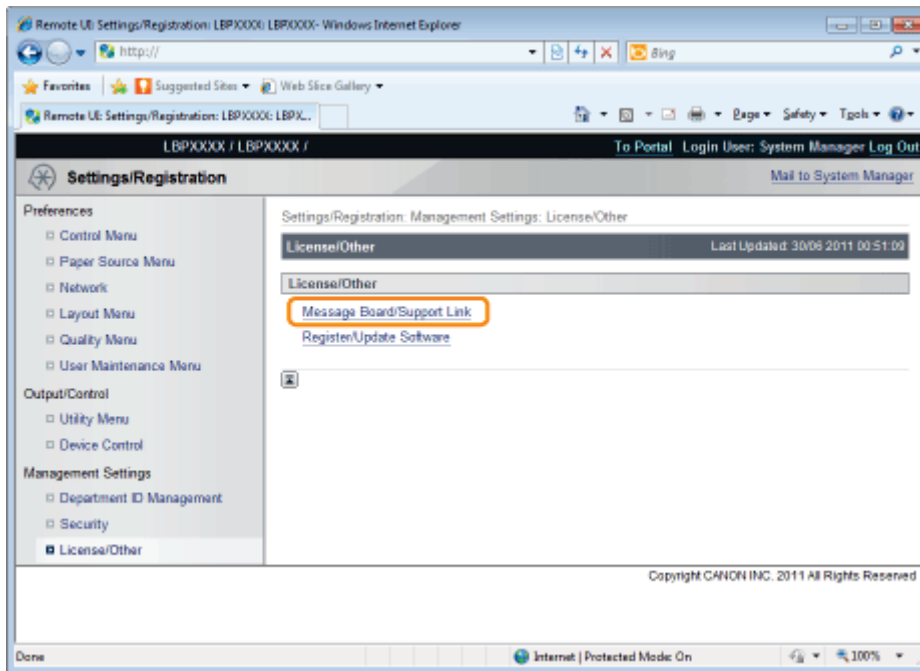 Remote UI: Settings/Registration: LBPXXXX: LBPXXXX- Windows Internet Explorer
http://
Bing
Favorites Suggested Sites Web Slice Gallery
Remote UI: Settings/Registration: LBPXXXX: LBPX...
Page Safety Tools
LBPXXXX / LBPXXXX /
To Portal Login User: System Manager Log Out
Settings/Registration
Mail to System Manager
Preferences
Control Menu
Paper Source Menu
Network
Layout Menu
Quality Menu
User Maintenance Menu
Output/Control
Utility Menu
Device Control
Management Settings
Department ID Management
Security
License/Other
Settings/Registration: Management Settings: License/Other
License/Other Last Updated: 30/06 2011 00:51:09
License/Other
Message Board/Support Link
Register/Update Software
Copyright CANON INC. 2011 All Rights Reserved
Done
Internet | Protected Mode: On
100%